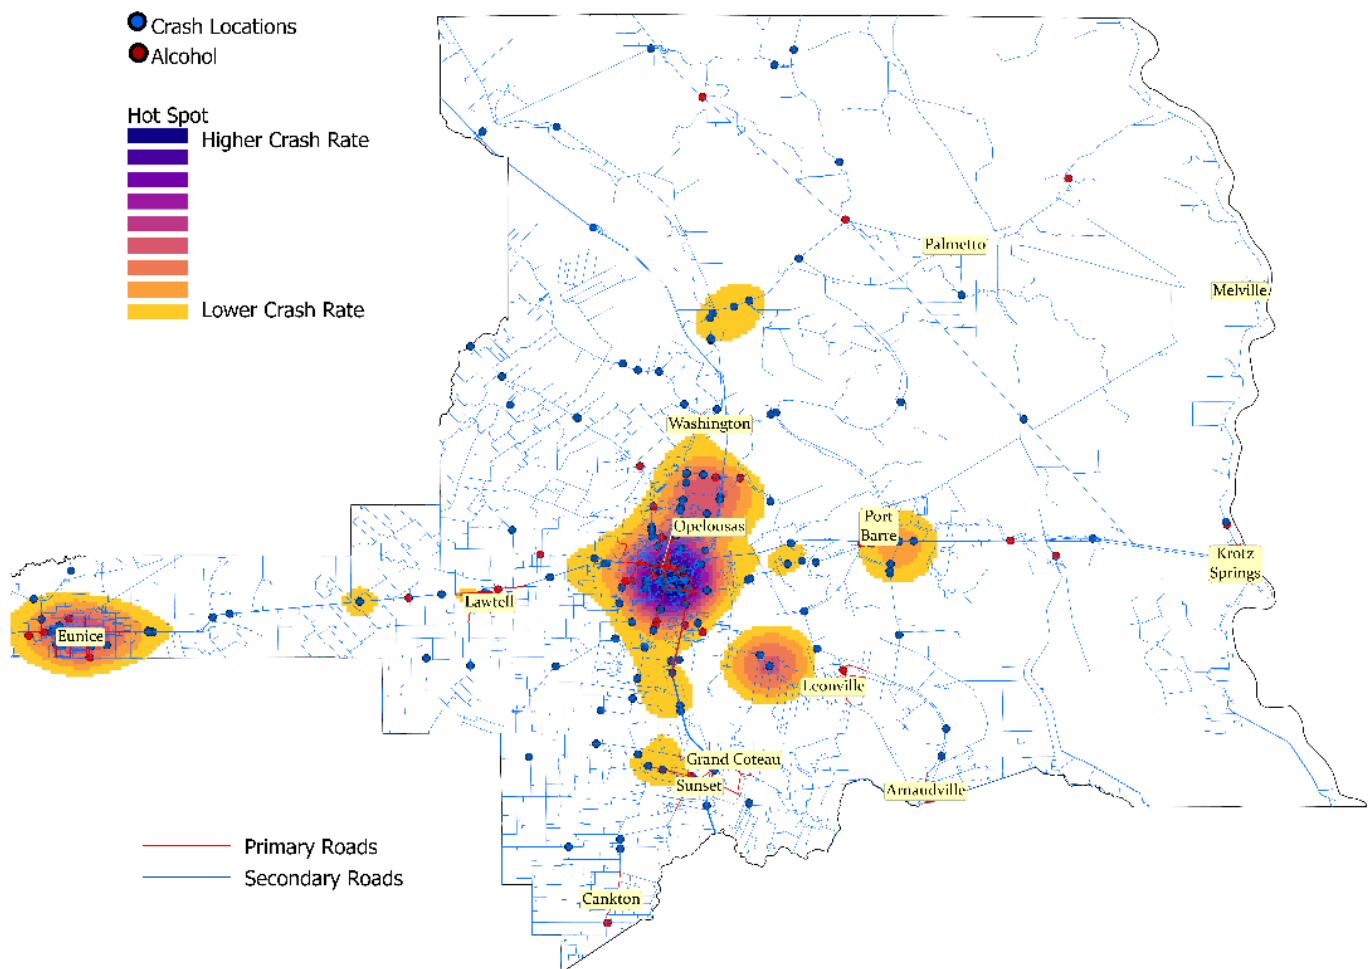 Crash Locations
Alcohol
Hot Spot
Higher Crash Rate
Lower Crash Rate
Palmetto
Melville
Washington
Opelousas
Port
Barre
Krotz
Springs
Lawtell
Eunice
Leonville
Grand Coteau
Sunset
Arnaudville
Primary Roads
Secondary Roads
Cankton